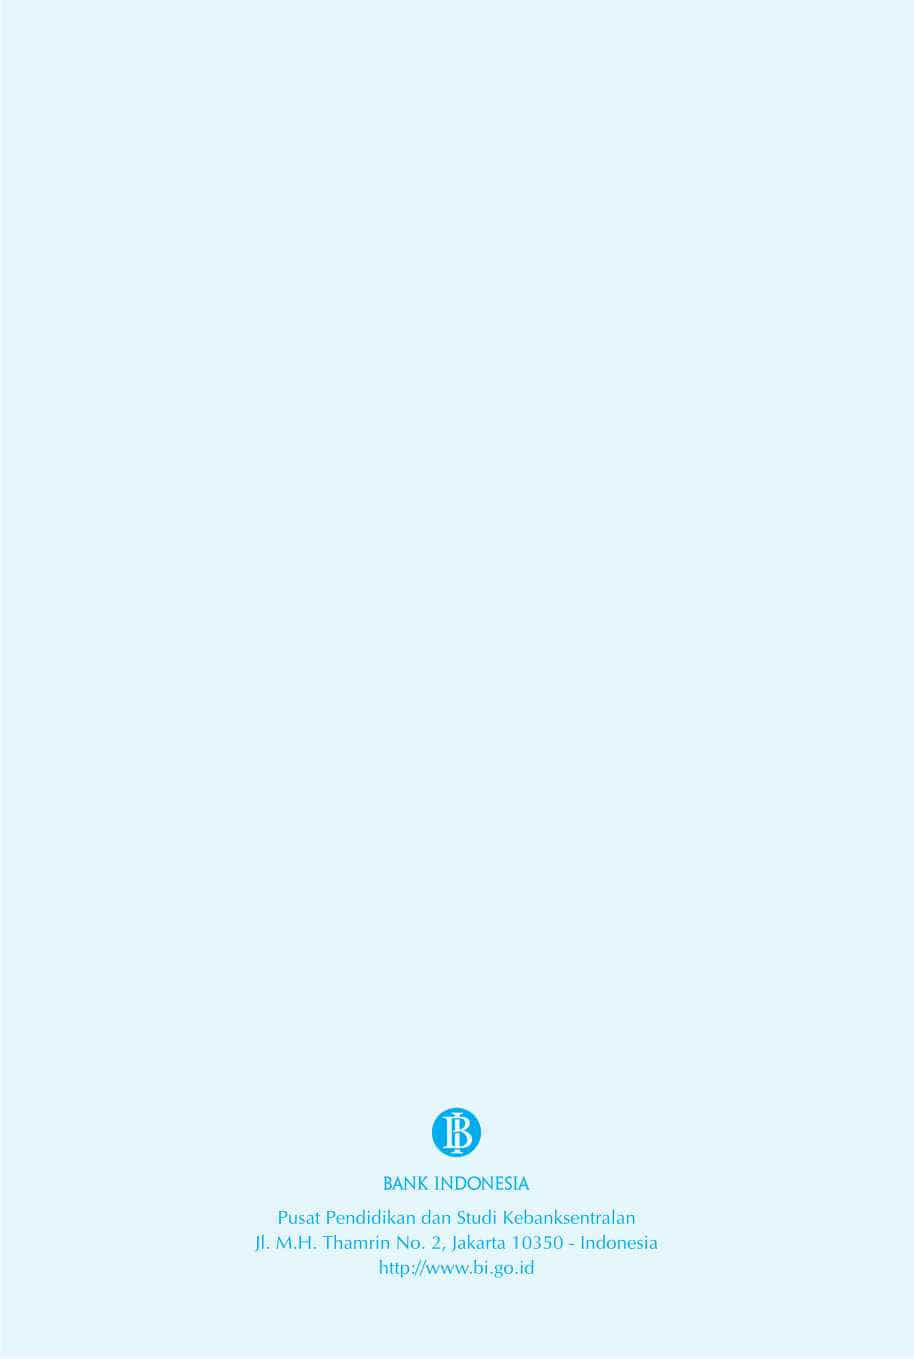 BI
BANK INDONESIA
Pusat Pendidikan dan Studi Kebanksentralan
Jl. M.H. Thamrin No. 2, Jakarta 10350 - Indonesia
http://www.bi.go.id